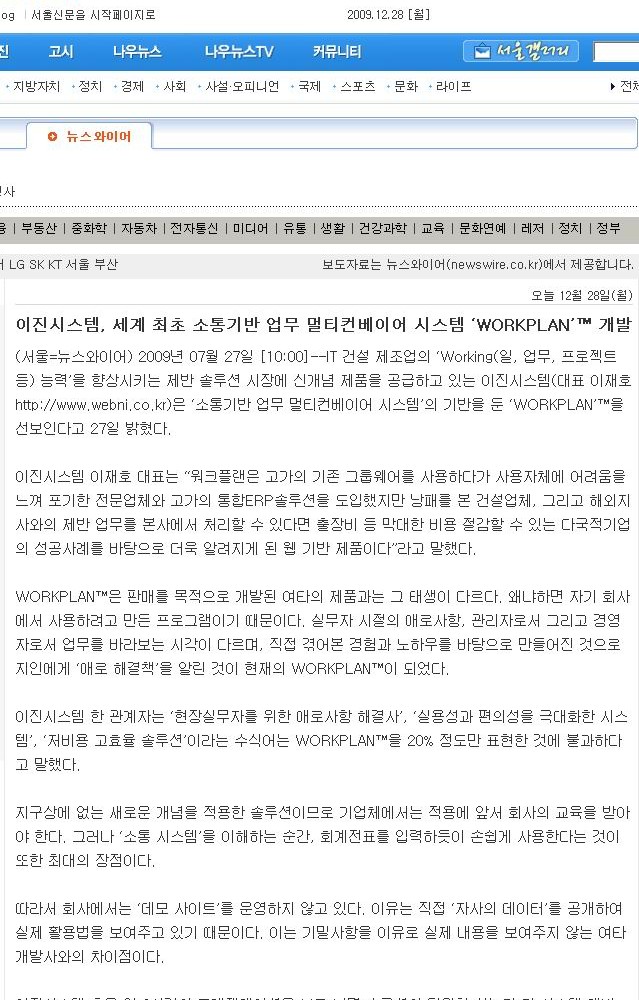 og | 서울신문을 시작페이지로
2009.12.28 [월]
진 고시 나우뉴스 나우뉴스TV 커뮤니티 서울갤러리
지방자치 정치 경제 사회 사설·오피니언 국제 스포츠 문화 라이프
뉴스와이어
| 부동산 | 중화학 | 자동차 | 전자통신 | 미디어 | 유통 | 생활 | 건강과학 | 교육 | 문화연예 | 레저 | 정치 | 정부
LG SK KT 서울 부산
보도자료는 뉴스와이어(newswire.co.kr)에서 제공합니다.
오늘 12월 28일(월)
이진시스템, 세계 최초 소통기반 업무 멀티컨베이어 시스템 ‘WORKPLAN’™ 개발
(서울=뉴스와이어) 2009년 07월 27일 [10:00]--IT 건설 제조업의 ‘Working(일, 업무, 프로젝트
등) 능력’을 향상시키는 제반 솔루션 시장에 신개념 제품을 공급하고 있는 이진시스템(대표 이재호
http://www.webni.co.kr)은 ‘소통기반 업무 멀티컨베이어 시스템’의 기반을 둔 ‘WORKPLAN’™을
선보인다고 27일 밝혔다.
이진시스템 이재호 대표는 “워크플랜은 고가의 기존 그룹웨어를 사용하다가 사용자체에 어려움을
느껴 포기한 전문업체와 고가의 통합ERP솔루션을 도입했지만 낭패를 본 건설업체, 그리고 해외지
사와의 제반 업무를 본사에서 처리할 수 있다면 출장비 등 막대한 비용 절감할 수 있는 다국적기업
의 성공사례를 바탕으로 더욱 알려지게 된 웹 기반 제품이다”라고 말했다.
WORKPLAN™은 판매를 목적으로 개발된 여타의 제품과는 그 태생이 다르다. 왜냐하면 자기 회사
에서 사용하려고 만든 프로그램이기 때문이다. 실무자 시절의 애로사항, 관리자로서 그리고 경영
자로서 업무를 바라보는 시각이 다르며, 직접 겪어본 경험과 노하우를 바탕으로 만들어진 것으로
지인에게 ‘애로 해결책’을 알린 것이 현재의 WORKPLAN™이 되었다.
이진시스템 한 관계자는 ‘현장실무자를 위한 애로사항 해결사’, ‘실용성과 편의성을 극대화한 시스
템’, ‘저비용 고효율 솔루션’이라는 수식어는 WORKPLAN™을 20% 정도만 표현한 것에 불과하다
고 말했다.
지구상에 없는 새로운 개념을 적용한 솔루션이므로 기업체에서는 적용에 앞서 회사의 교육을 받아
야 한다. 그러나 ‘소통 시스템’을 이해하는 순간, 회계전표를 입력하듯이 손쉽게 사용한다는 것이
또한 최대의 장점이다.
따라서 회사에서는 ‘데모 사이트’를 운영하지 않고 있다. 이유는 직접 ‘자사의 데이터’를 공개하여
실제 활용법을 보여주고 있기 때문이다. 이는 기밀사항을 이유로 실제 내용을 보여주지 않는 여타
개발사와의 차이점이다.